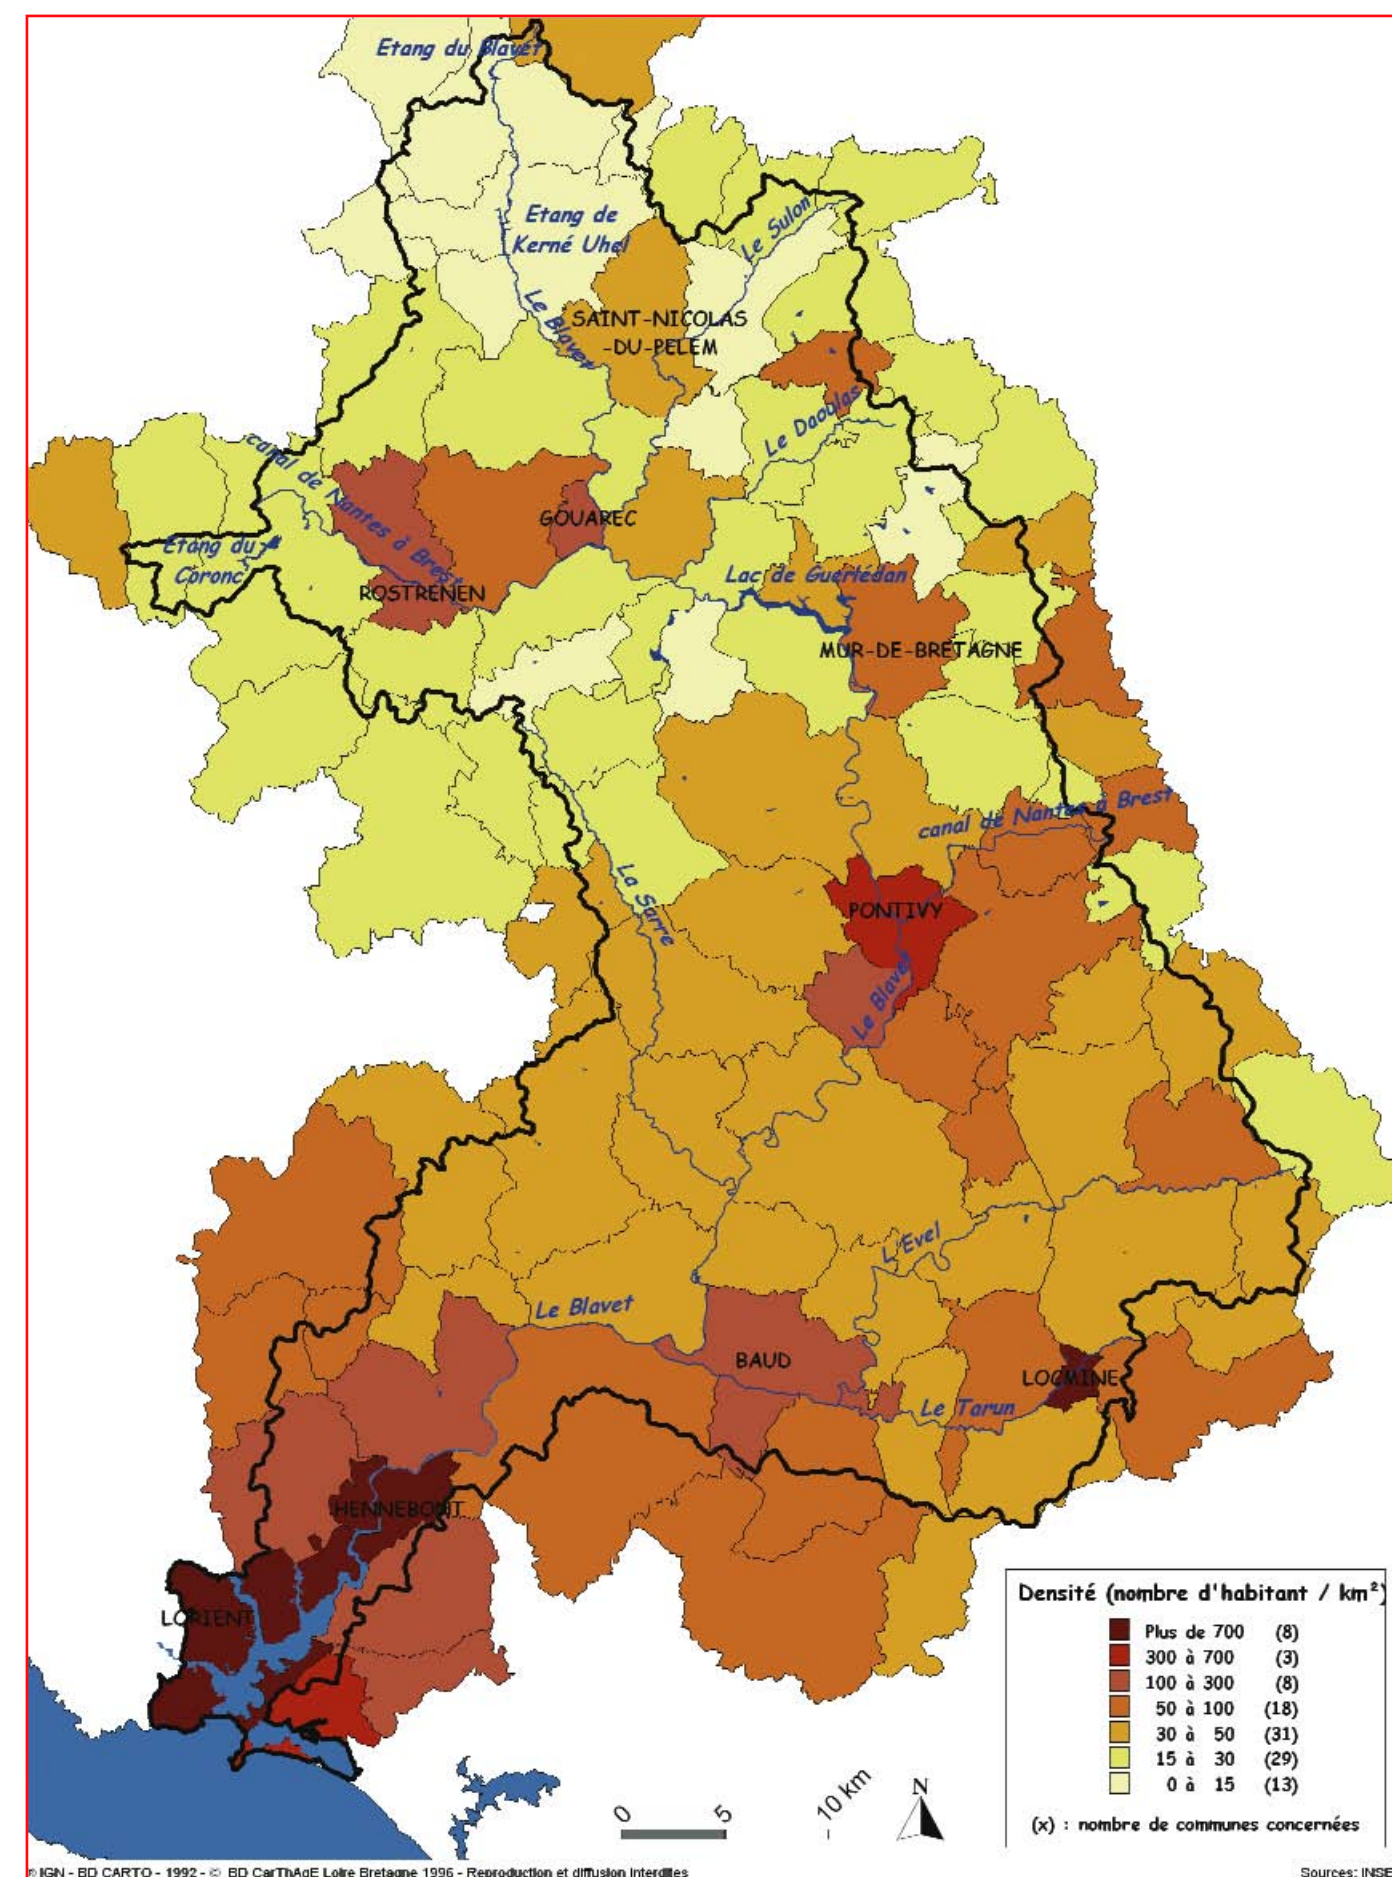 Etang du Blavet
Etang de
Kerné Uhel
Le Sulon
Le Blavet
SAINT-NICOLAS
-DU-PELEM
Le Daoulas
canal de Nantes à Brest
GOUAREC
Etang du
Coronc
ROSTRENEN
Lac de Guerlédan
MUR-DE-BRETAGNE
canal de Nantes à Brest
La Sarre
PONTIVY
Le Blavet
L'Evel
Le Blavet
BAUD
LOCMINE
Le Tarun
HENNEBONT
LORIENT
Densité (nombre d'habitant / km²)
Plus de 700 (8)
300 à 700 (3)
100 à 300 (8)
50 à 100 (18)
30 à 50 (31)
15 à 30 (29)
0 à 15 (13)
(x) : nombre de communes concernées
0 5 10 km
N
© IGN - BD CARTO - 1992 - © BD CarThAgE Loire Bretagne 1996 - Reproduction et diffusion interdites
Sources: INSE